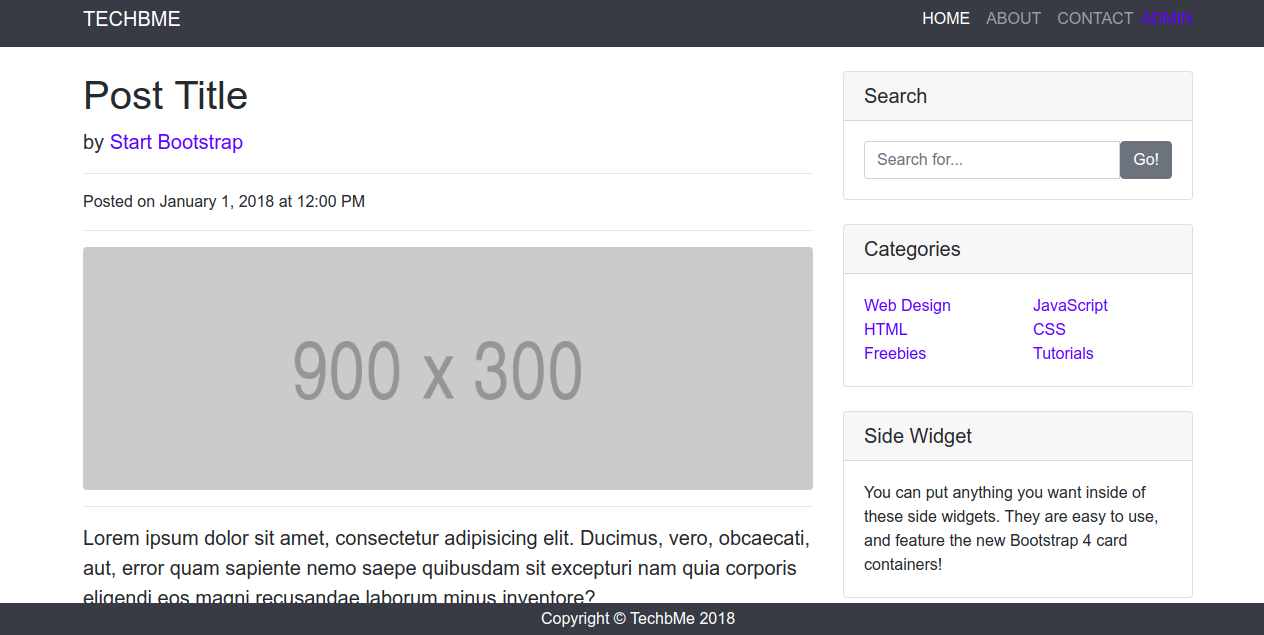 TECHBME
HOME ABOUT CONTACT ADMIN
Post Title
by Start Bootstrap
Posted on January 1, 2018 at 12:00 PM
900 x 300
Lorem ipsum dolor sit amet, consectetur adipisicing elit. Ducimus, vero, obcaecati,
aut, error quam sapiente nemo saepe quibusdam sit excepturi nam quia corporis
eligendi eos magni recusandae laborum minus inventore?
Search
Search for... Go!
Categories
Web Design JavaScript
HTML CSS
Freebies Tutorials
Side Widget
You can put anything you want inside of
these side widgets. They are easy to use,
and feature the new Bootstrap 4 card
containers!
Copyright © TechbMe 2018